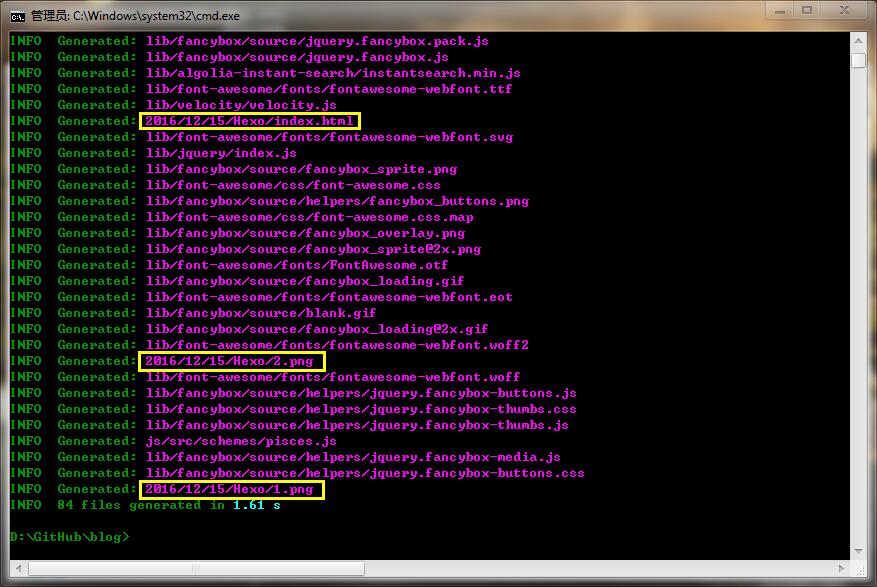 管理员: C:\Windows\system32\cmd.exe
INFO  Generated: lib/fancybox/source/jquery.fancybox.pack.js
INFO  Generated: lib/fancybox/source/jquery.fancybox.js
INFO  Generated: lib/algolia-instant-search/instantsearch.min.js
INFO  Generated: lib/font-awesome/fonts/fontawesome-webfont.ttf
INFO  Generated: lib/velocity/velocity.js
INFO  Generated: 2016/12/15/Hexo/index.html
INFO  Generated: lib/font-awesome/fonts/fontawesome-webfont.svg
INFO  Generated: lib/jquery/index.js
INFO  Generated: lib/fancybox/source/fancybox_sprite.png
INFO  Generated: lib/font-awesome/css/font-awesome.css
INFO  Generated: lib/fancybox/source/helpers/fancybox_buttons.png
INFO  Generated: lib/font-awesome/css/font-awesome.css.map
INFO  Generated: lib/fancybox/source/fancybox_overlay.png
INFO  Generated: lib/fancybox/source/fancybox_sprite@2x.png
INFO  Generated: lib/font-awesome/fonts/FontAwesome.otf
INFO  Generated: lib/fancybox/source/fancybox_loading.gif
INFO  Generated: lib/font-awesome/fonts/fontawesome-webfont.eot
INFO  Generated: lib/fancybox/source/blank.gif
INFO  Generated: lib/fancybox/source/fancybox_loading@2x.gif
INFO  Generated: lib/font-awesome/fonts/fontawesome-webfont.woff2
INFO  Generated: 2016/12/15/Hexo/2.png
INFO  Generated: lib/font-awesome/fonts/fontawesome-webfont.woff
INFO  Generated: lib/fancybox/source/helpers/jquery.fancybox-buttons.js
INFO  Generated: lib/fancybox/source/helpers/jquery.fancybox-thumbs.css
INFO  Generated: lib/fancybox/source/helpers/jquery.fancybox-thumbs.js
INFO  Generated: js/src/schemes/pisces.js
INFO  Generated: lib/fancybox/source/helpers/jquery.fancybox-media.js
INFO  Generated: lib/fancybox/source/helpers/jquery.fancybox-buttons.css
INFO  Generated: 2016/12/15/Hexo/1.png
INFO  84 files generated in 1.61 s
D:\GitHub\blog>